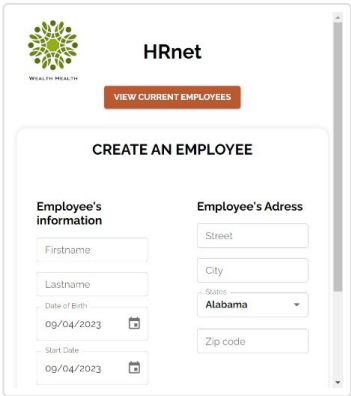 WEALTH HEALTH
HRnet
VIEW CURRENT EMPLOYEES
CREATE AN EMPLOYEE
Employee's
information
Firstname
Lastname
Date of Birth
09/04/2023
Start Date
09/04/2023
Employee's Adress
Street
City
States
Alabama
Zip code